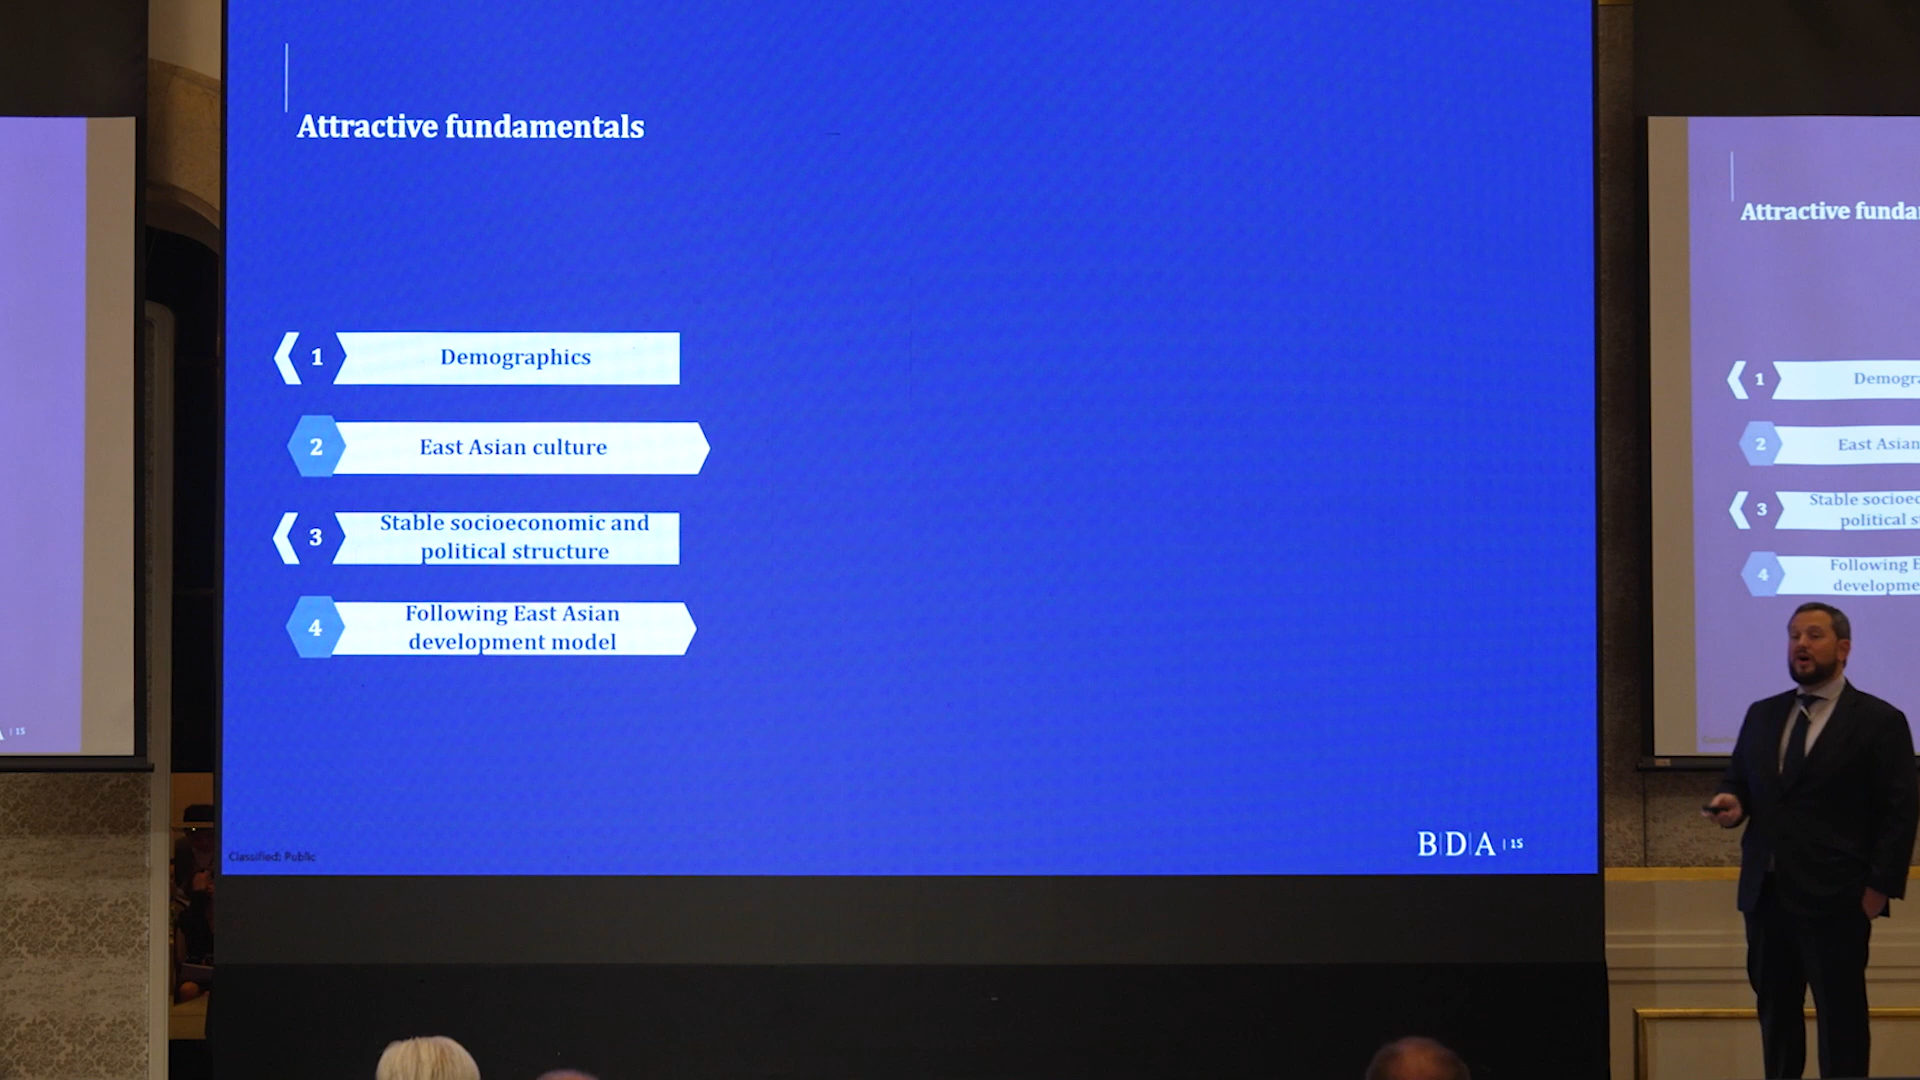 Attractive fundamentals
1 Demographics
2 East Asian culture
3 Stable socioeconomic and
political structure
4 Following East Asian
development model
Classified: Public
B|D|A | 15
| 15
Attractive funda
1 Demogra
2 East Asian
3 Stable socioec
political s
4 Following E
developme